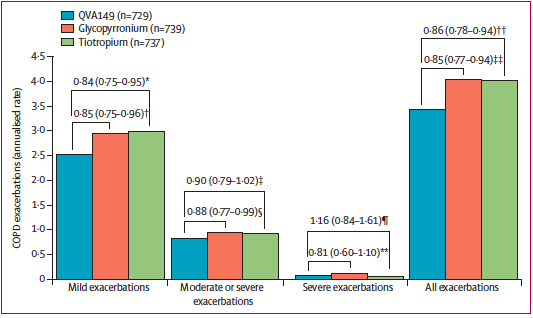 QVA149 (n=729)
Glycopyrronium (n=739)
Tiotropium (n=737)
COPD exacerbations (annualised rate)
4·5
4·0
3·5
3·0
2·5
2·0
1·5
1·0
0·5
0
0·84 (0·75–0·95)*
0·85 (0·75–0·96)†
0·90 (0·79–1·02)‡
0·88 (0·77–0·99)§
1·16 (0·84–1·61)¶
0·81 (0·60–1·10)**
0·86 (0·78–0·94)††
0·85 (0·77–0·94)‡‡
Mild exacerbations
Moderate or severe
exacerbations
Severe exacerbations
All exacerbations